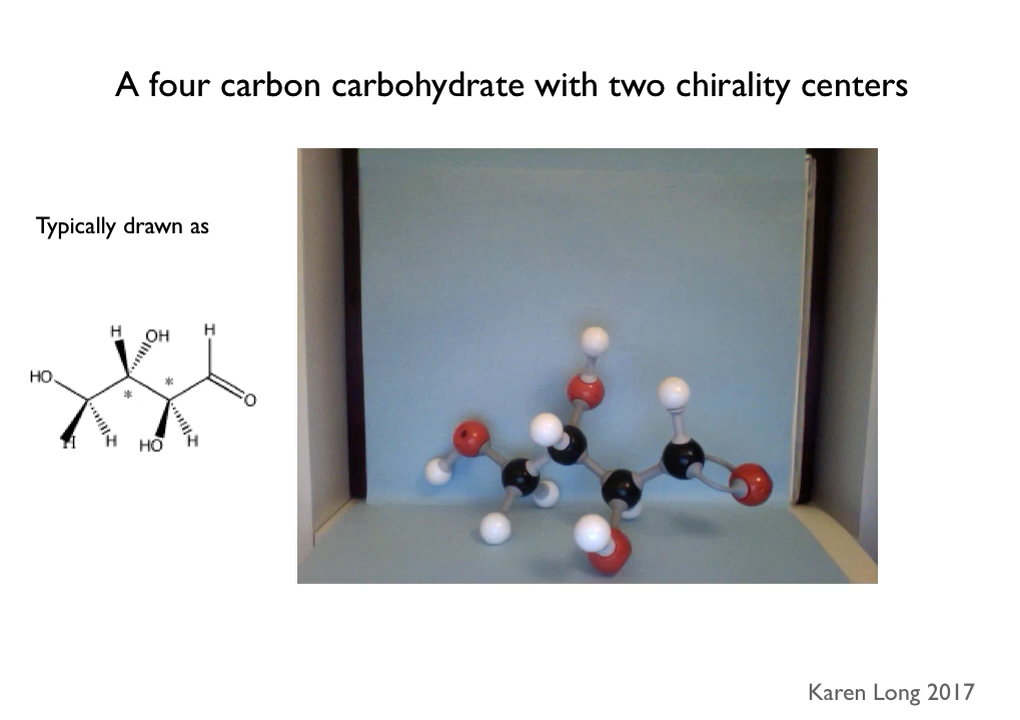 A four carbon carbohydrate with two chirality centers
Typically drawn as
H OH H
HO
* *
O
H H HO H
Karen Long 2017